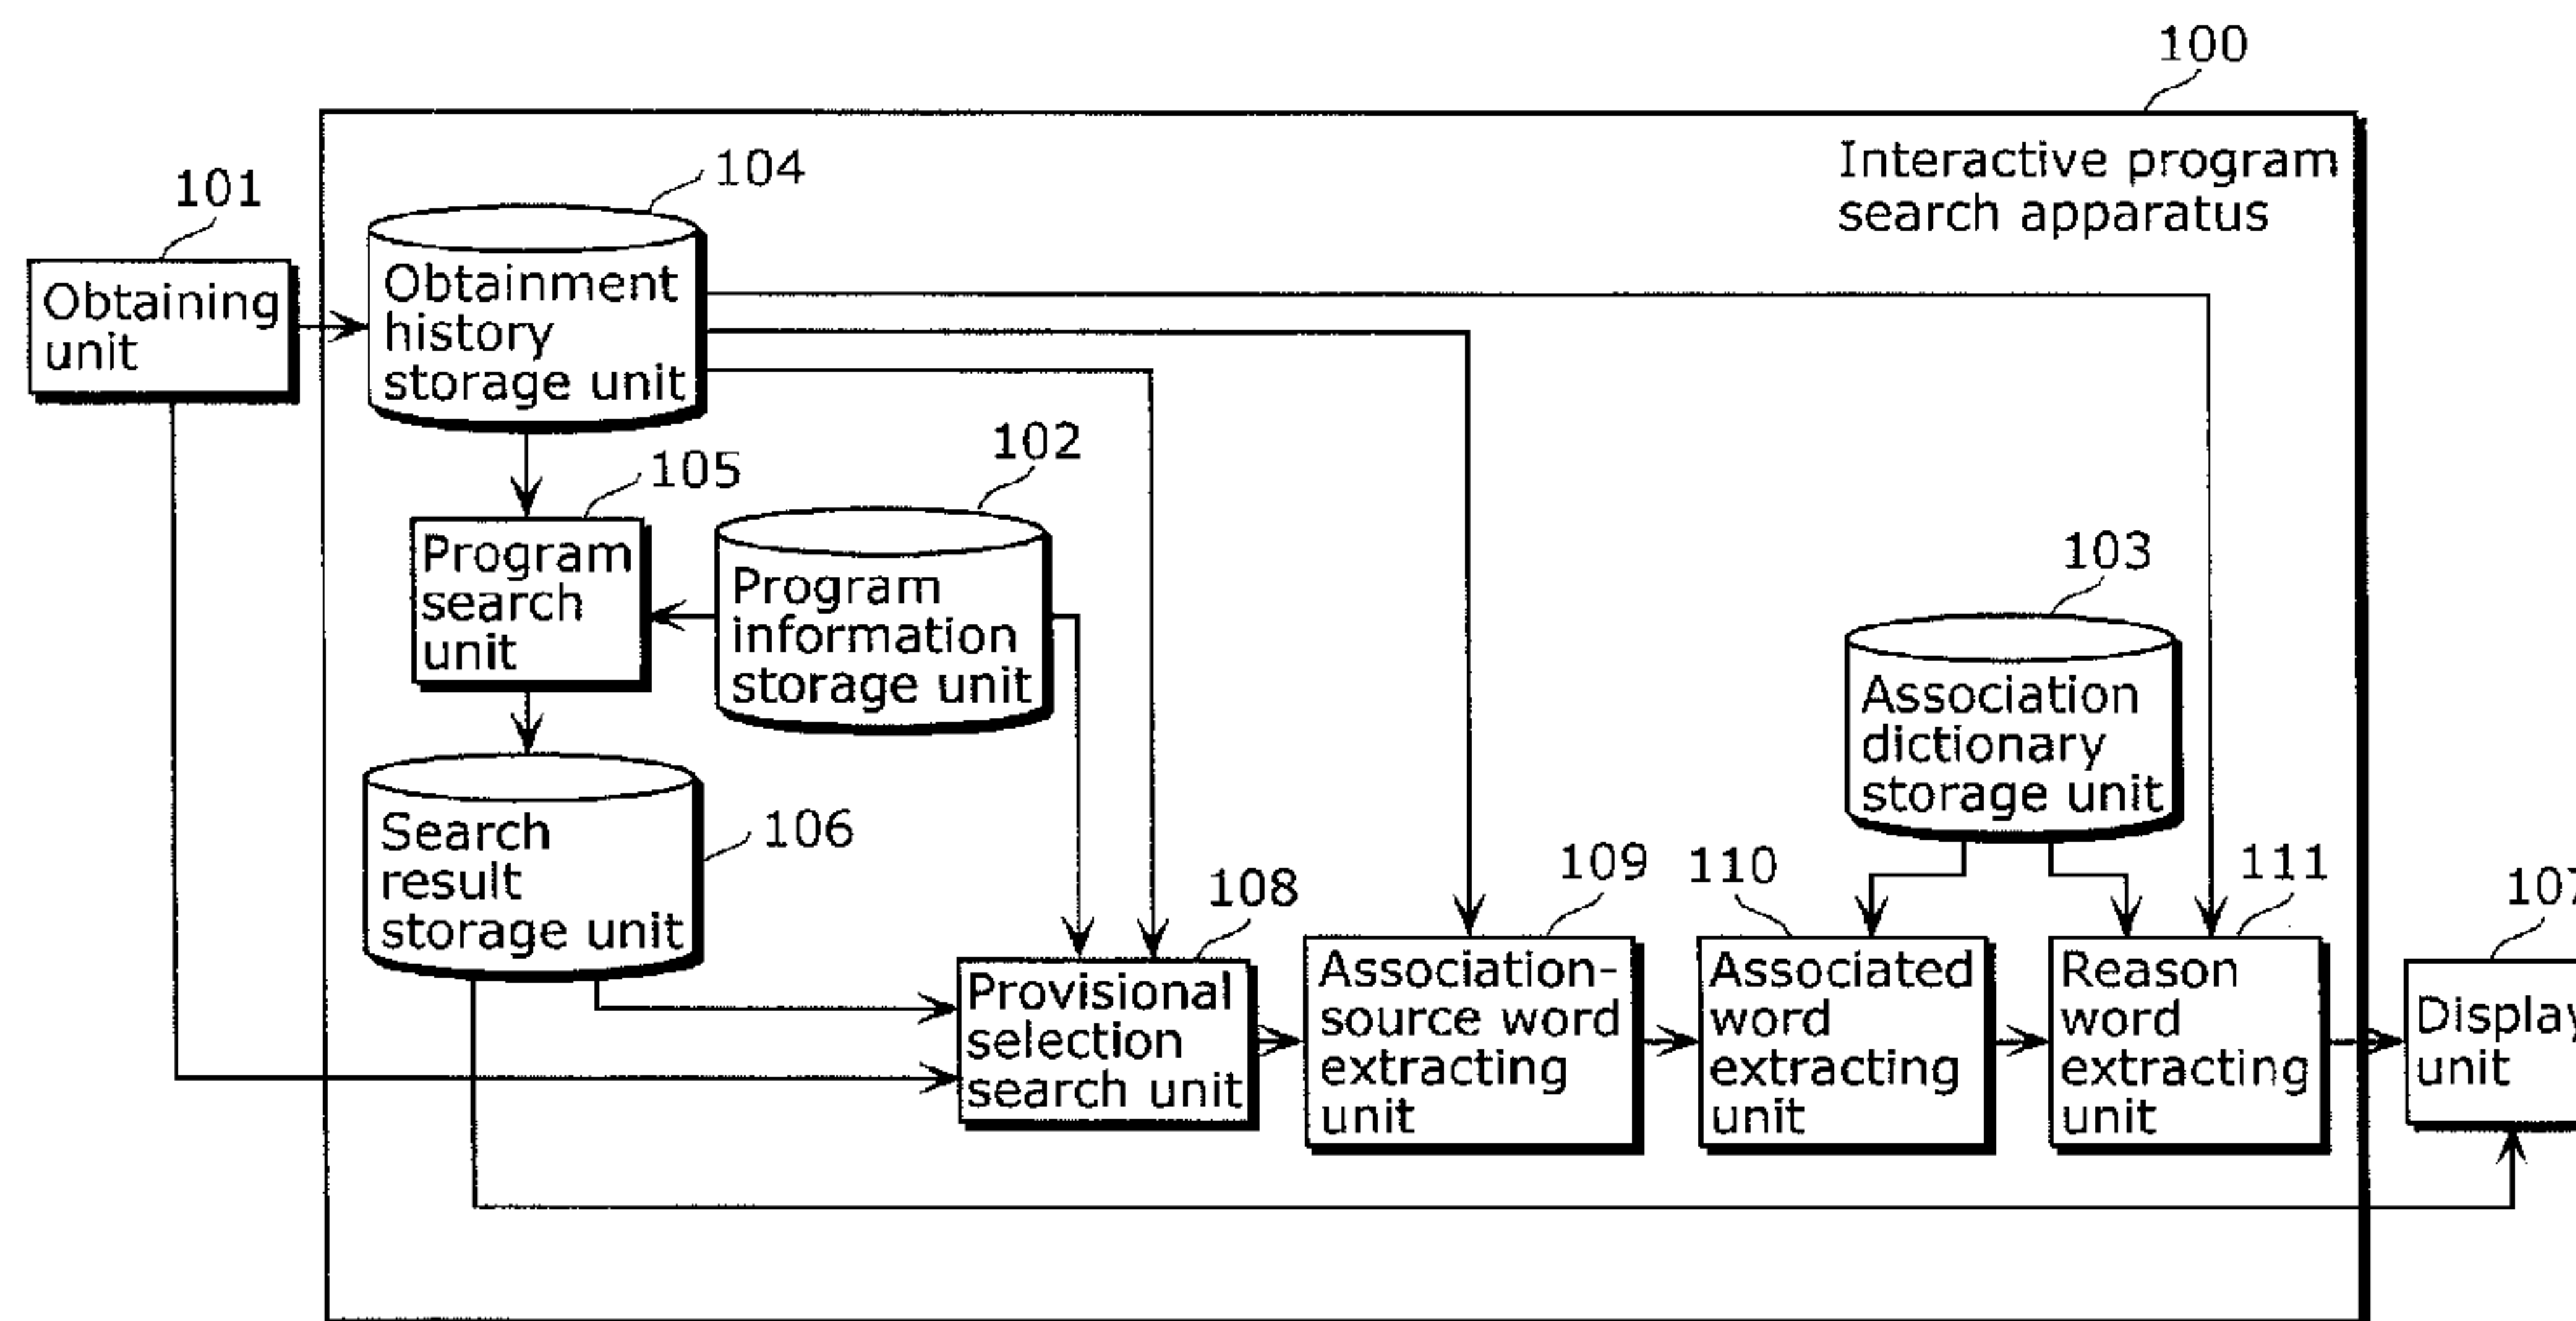 100
Interactive program
search apparatus
101
Obtaining
unit
104
Obtainment
history
storage unit
105
Program
search
unit
102
Program
information
storage unit
103
Association
dictionary
storage unit
106
Search
result
storage unit
108
Provisional
selection
search unit
109
Association-
source word
extracting
unit
110
Associated
word
extracting
unit
111
Reason
word
extracting
unit
107
Display
unit